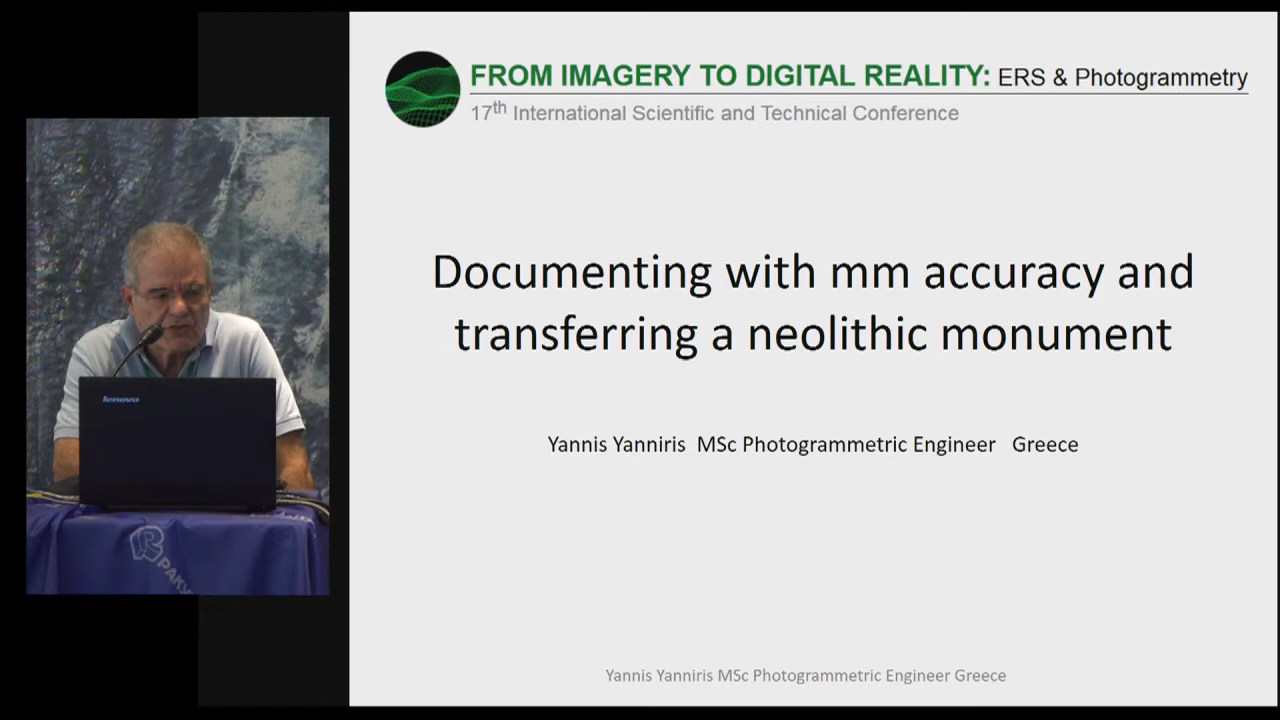 FROM IMAGERY TO DIGITAL REALITY: ERS & Photogrammetry
17th International Scientific and Technical Conference
Documenting with mm accuracy and
transferring a neolithic monument
Yannis Yanniris MSc Photogrammetric Engineer Greece
lenovo
Yannis Yanniris MSc Photogrammetric Engineer Greece